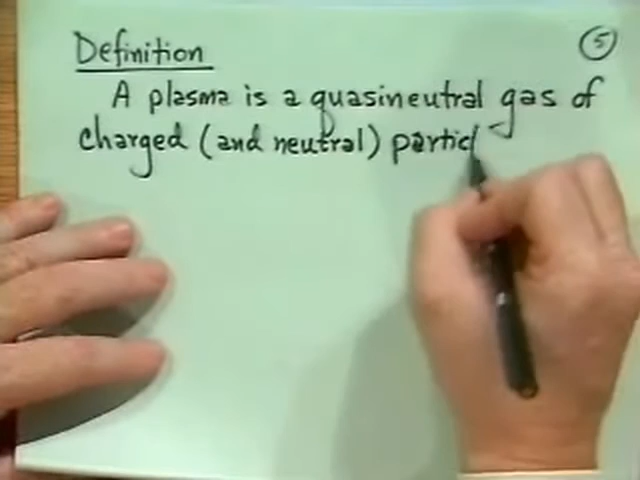 Definition
5
A plasma is a quasineutral gas of
charged (and neutral) partic